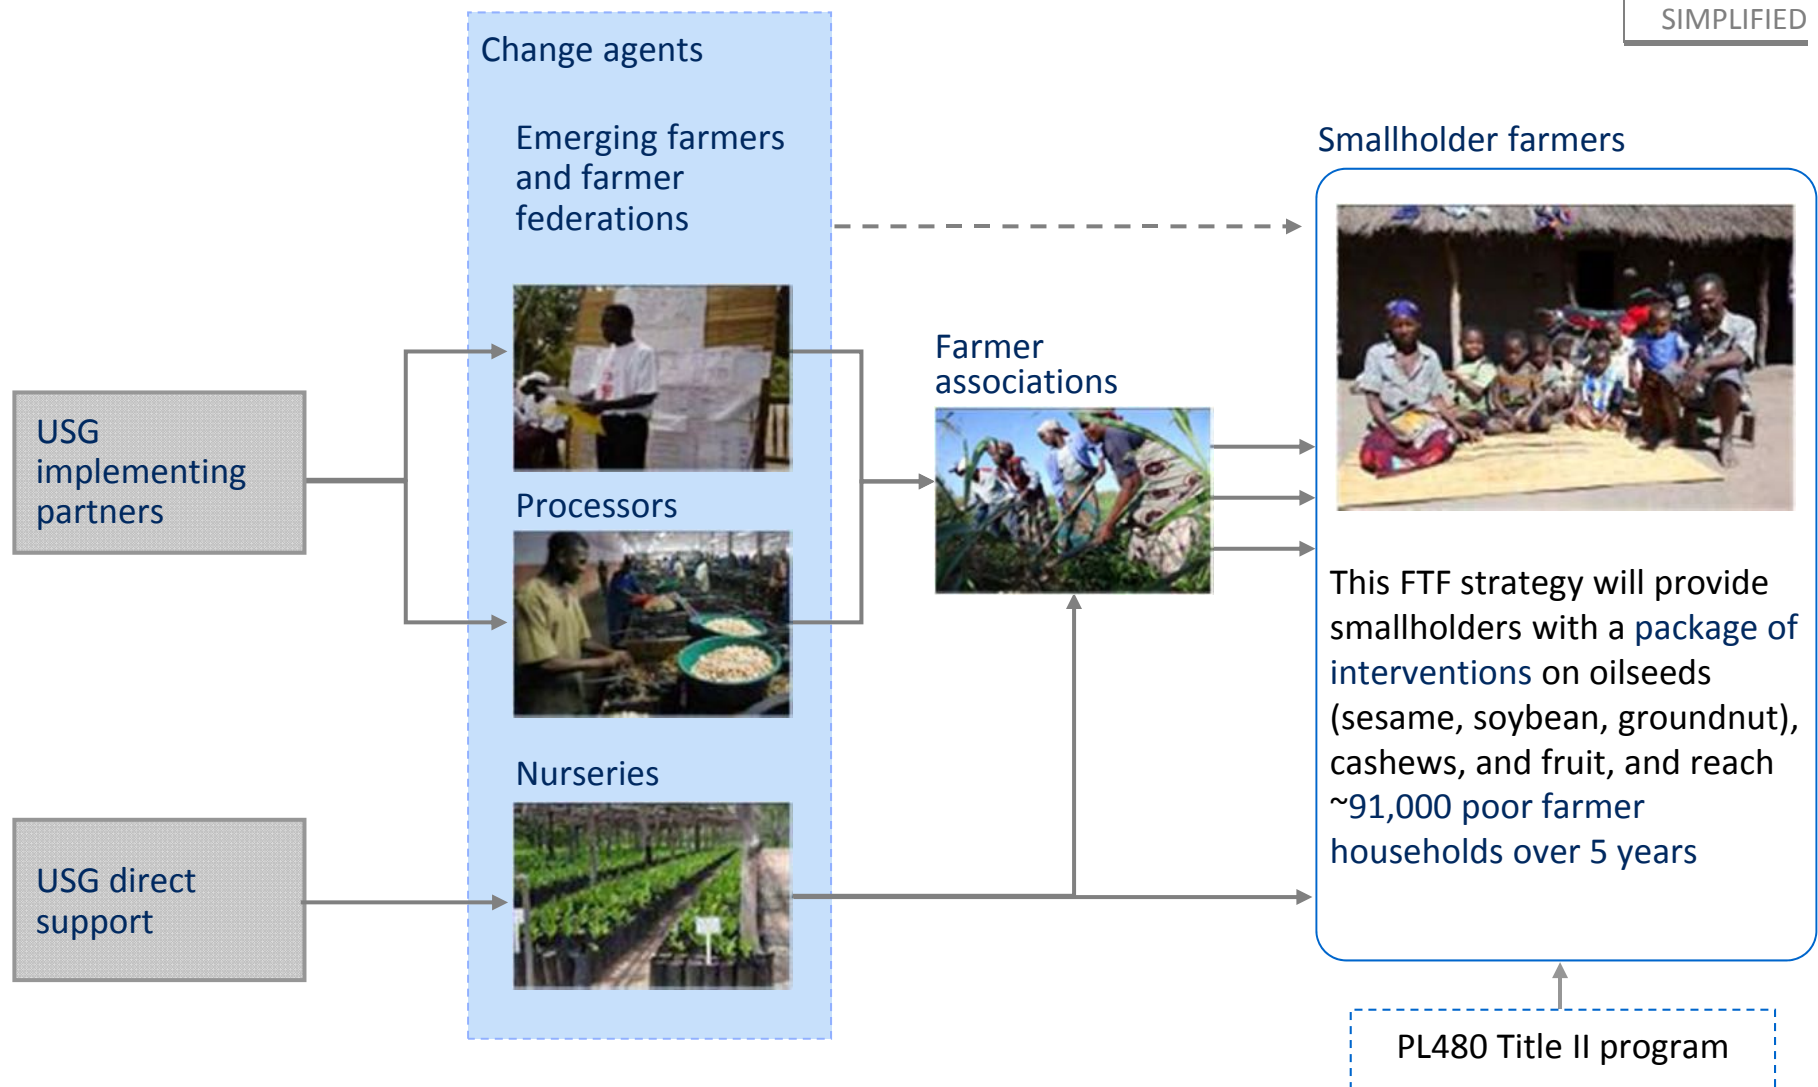 SIMPLIFIED
Change agents
Emerging farmers
and farmer
federations
Smallholder farmers
Farmer
associations
USG
implementing
partners
Processors
This FTF strategy will provide
smallholders with a package of
interventions on oilseeds
(sesame, soybean, groundnut),
cashews, and fruit, and reach
~91,000 poor farmer
households over 5 years
Nurseries
USG direct
support
PL480 Title II program